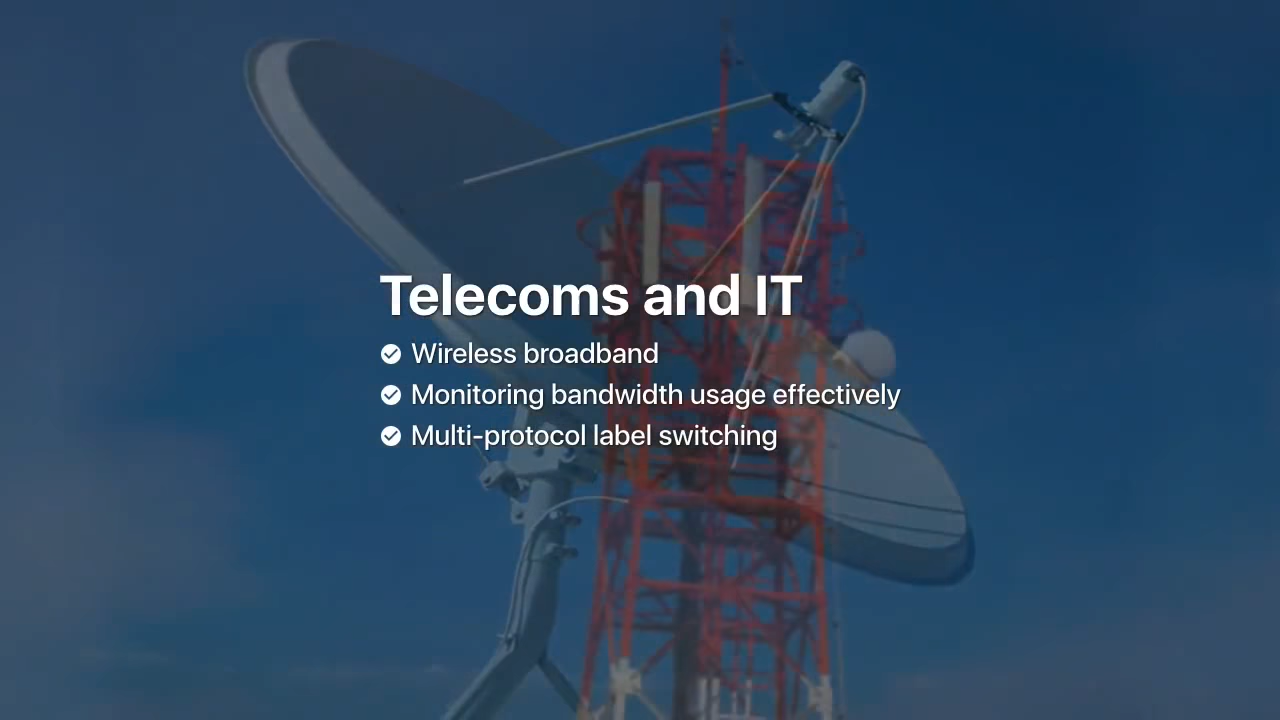 Telecoms and IT
Wireless broadband
Monitoring bandwidth usage effectively
Multi-protocol label switching